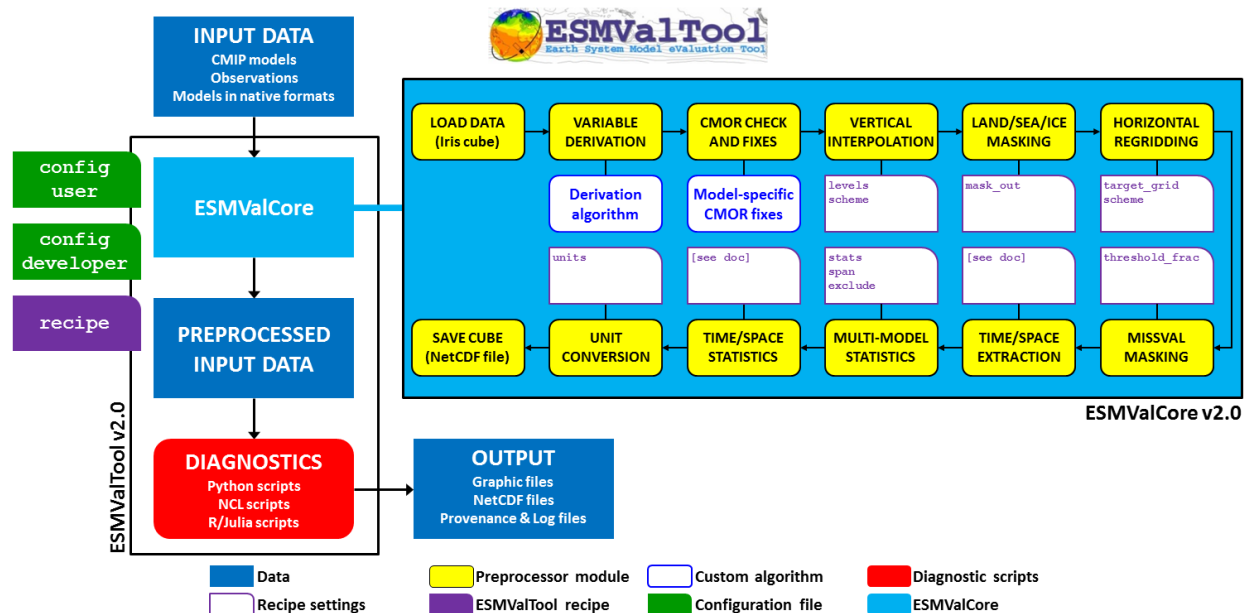 ESMValTool
Earth System Model eValuation Tool
INPUT DATA
CMIP models
Observations
Models in native formats
config
user
config
developer
recipe
ESMValCore
PREPROCESSED
INPUT DATA
ESMValTool v2.0
DIAGNOSTICS
Python scripts
NCL scripts
R/Julia scripts
OUTPUT
Graphic files
NetCDF files
Provenance & Log files
LOAD DATA
(Iris cube)
VARIABLE
DERIVATION
CMOR CHECK
AND FIXES
VERTICAL
INTERPOLATION
LAND/SEA/ICE
MASKING
HORIZONTAL
REGRIDDING
Derivation
algorithm
Model-specific
CMOR fixes
levels
scheme
mask_out
target_grid
scheme
units
[see doc]
stats
span
exclude
[see doc]
threshold_frac
SAVE CUBE
(NetCDF file)
UNIT
CONVERSION
TIME/SPACE
STATISTICS
MULTI-MODEL
STATISTICS
TIME/SPACE
EXTRACTION
MISSVAL
MASKING
ESMValCore v2.0
Data
Preprocessor module
Custom algorithm
Diagnostic scripts
Recipe settings
ESMValTool recipe
Configuration file
ESMValCore